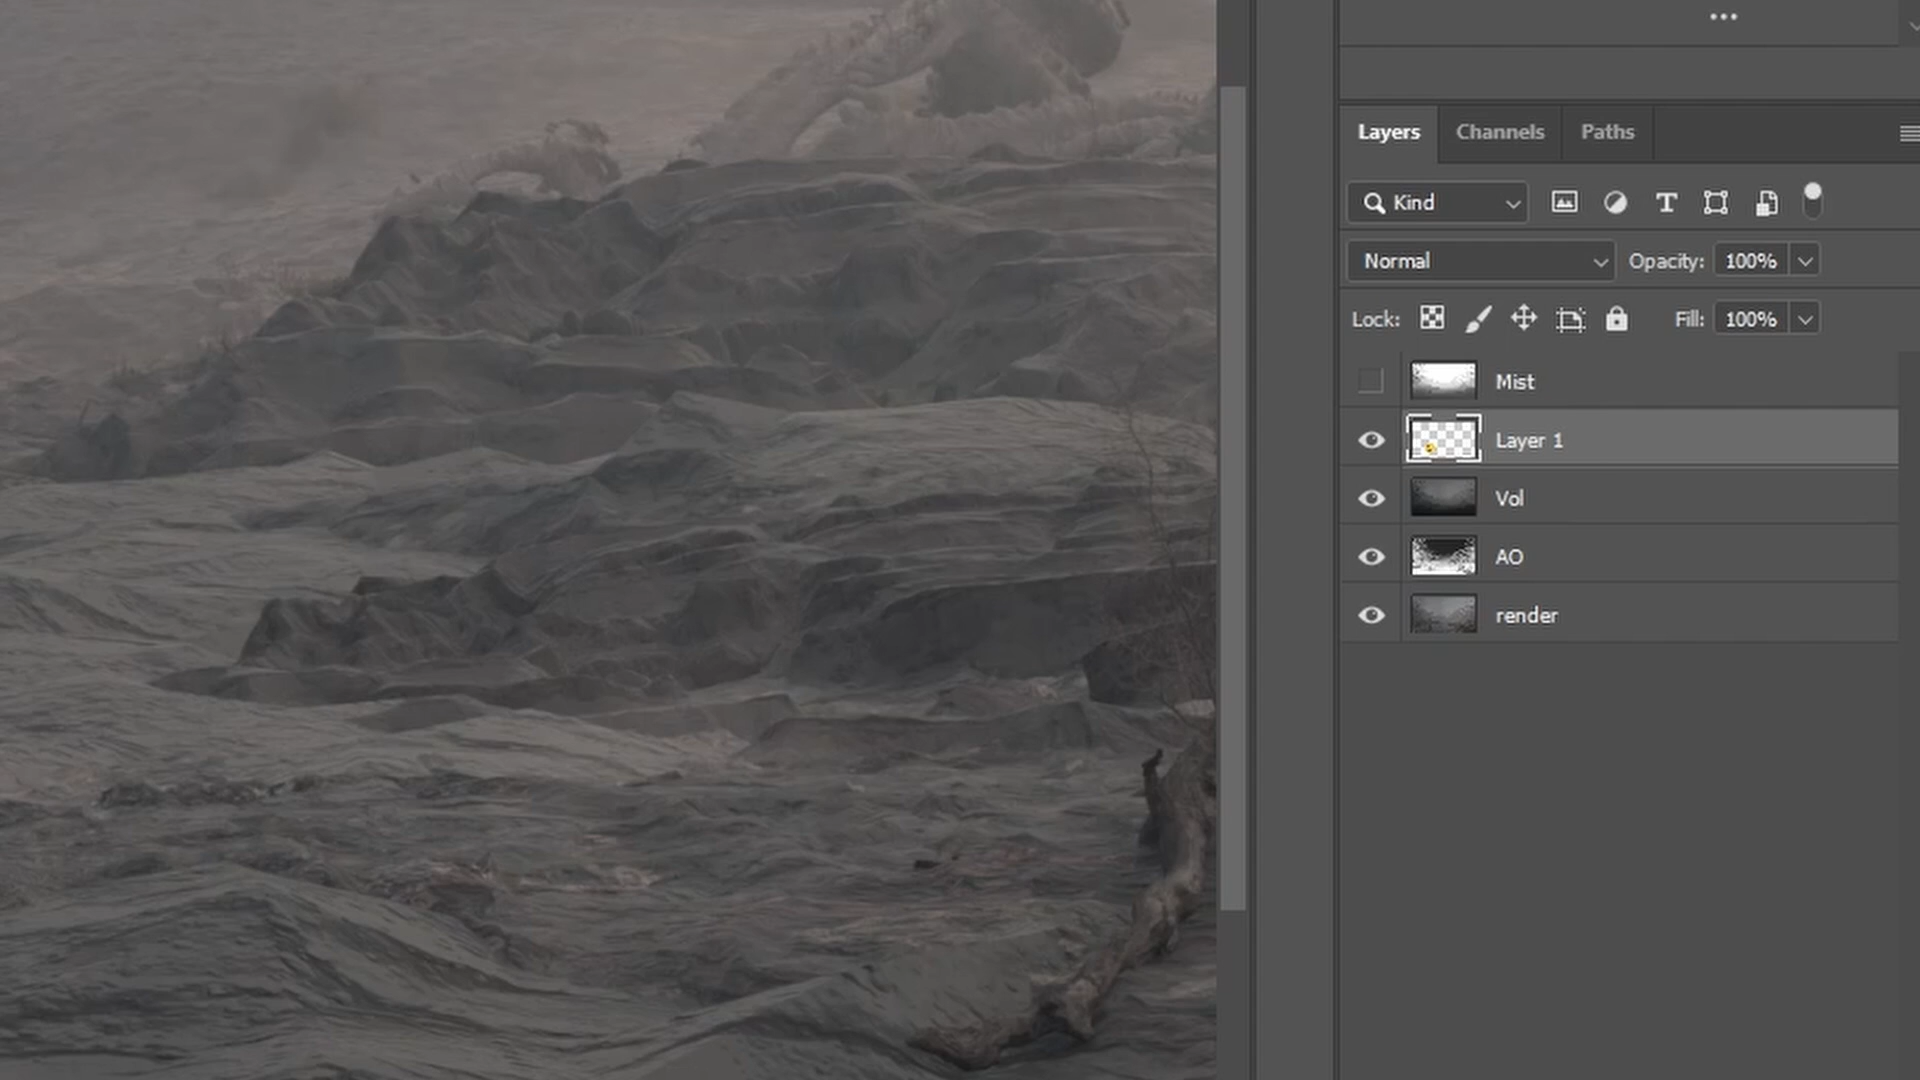 Layers Channels Paths
Kind
Normal Opacity: 100%
Lock: Fill: 100%
Mist
Layer 1
Vol
AO
render